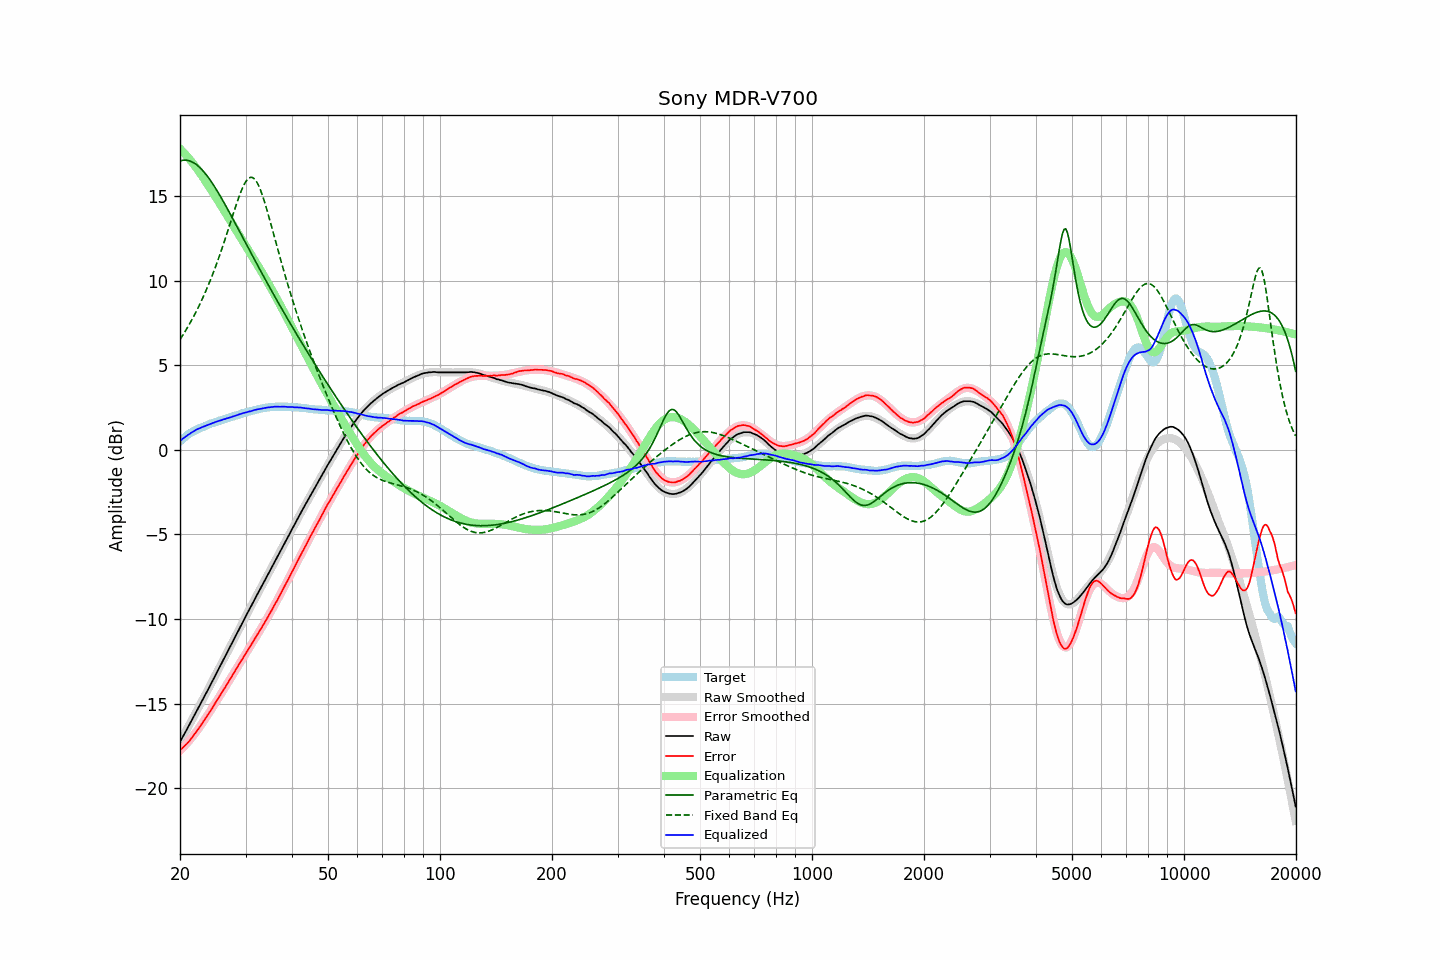 Sony MDR-V700
Amplitude (dBr)
15
10
5
0
−5
−10
−15
−20
Target
Raw Smoothed
Error Smoothed
Raw
Error
Equalization
Parametric Eq
Fixed Band Eq
Equalized
20
50
100
200
500
1000
2000
5000
10000
20000
Frequency (Hz)